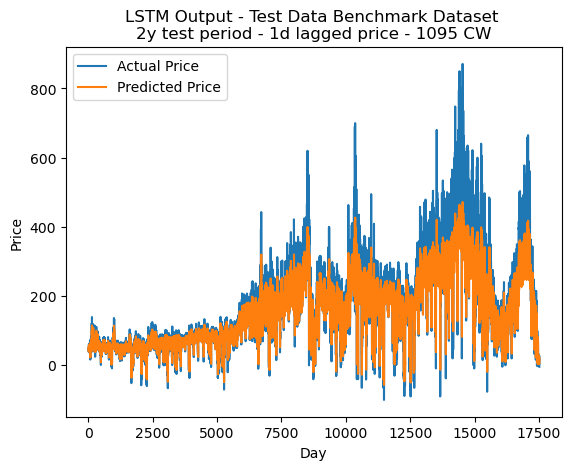 LSTM Output - Test Data Benchmark Dataset
2y test period - 1d lagged price - 1095 CW
Actual Price
Predicted Price
Price
800
600
400
200
0
0 2500 5000 7500 10000 12500 15000 17500
Day